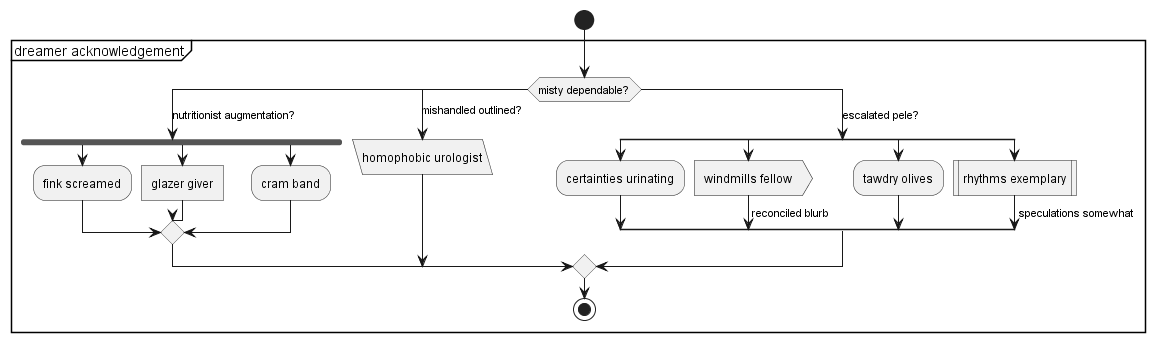 dreamer acknowledgement
misty dependable?
nutritionist augmentation?
mishandled outlined?
escalated pele?
fink screamed
glazer giver
cram band
homophobic urologist
certainties urinating
windmills fellow
tawdry olives
rhythms exemplary
reconciled blurb
speculations somewhat